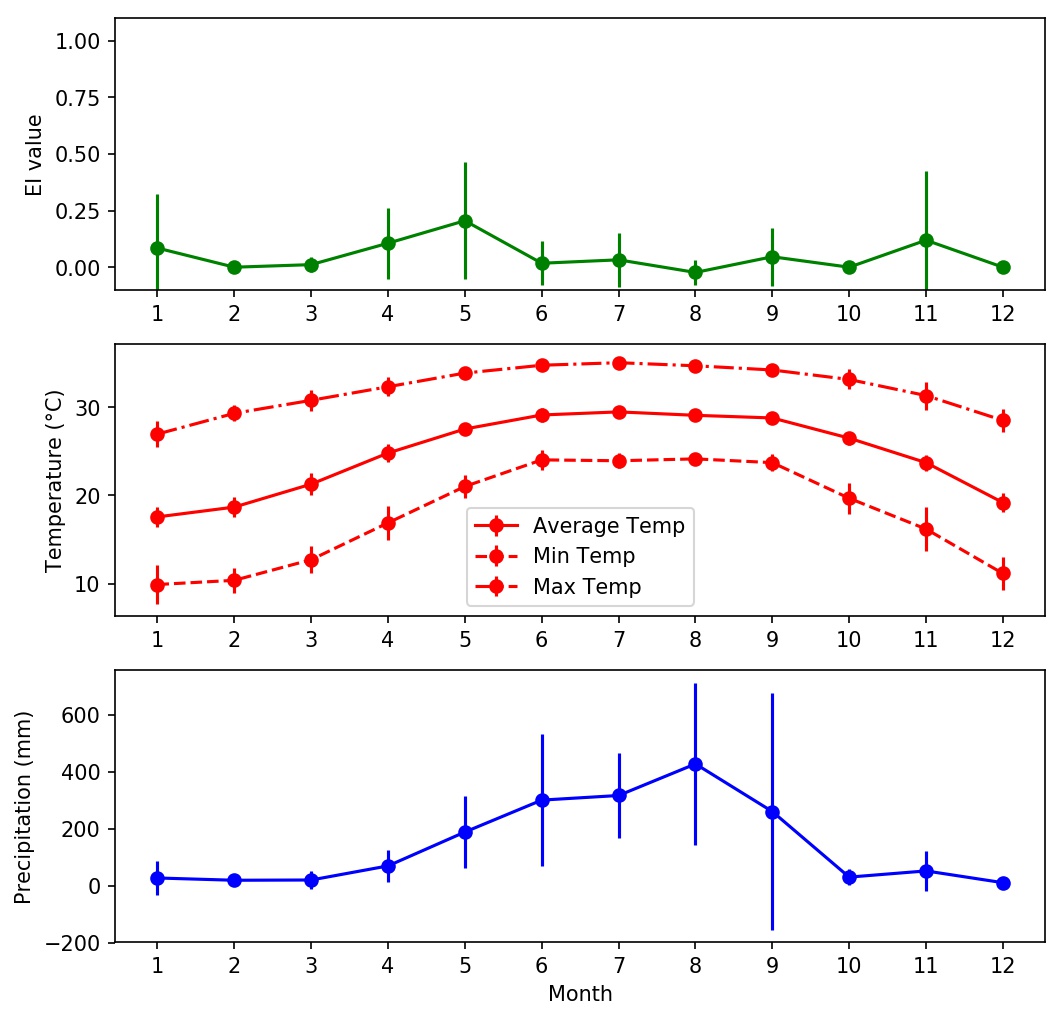 EI value
1.00
0.75
0.50
0.25
0.00
1 2 3 4 5 6 7 8 9 10 11 12
Temperature (°C)
30
20
10
Average Temp
Min Temp
Max Temp
1 2 3 4 5 6 7 8 9 10 11 12
Precipitation (mm)
600
400
200
0
−200
1 2 3 4 5 6 7 8 9 10 11 12
Month